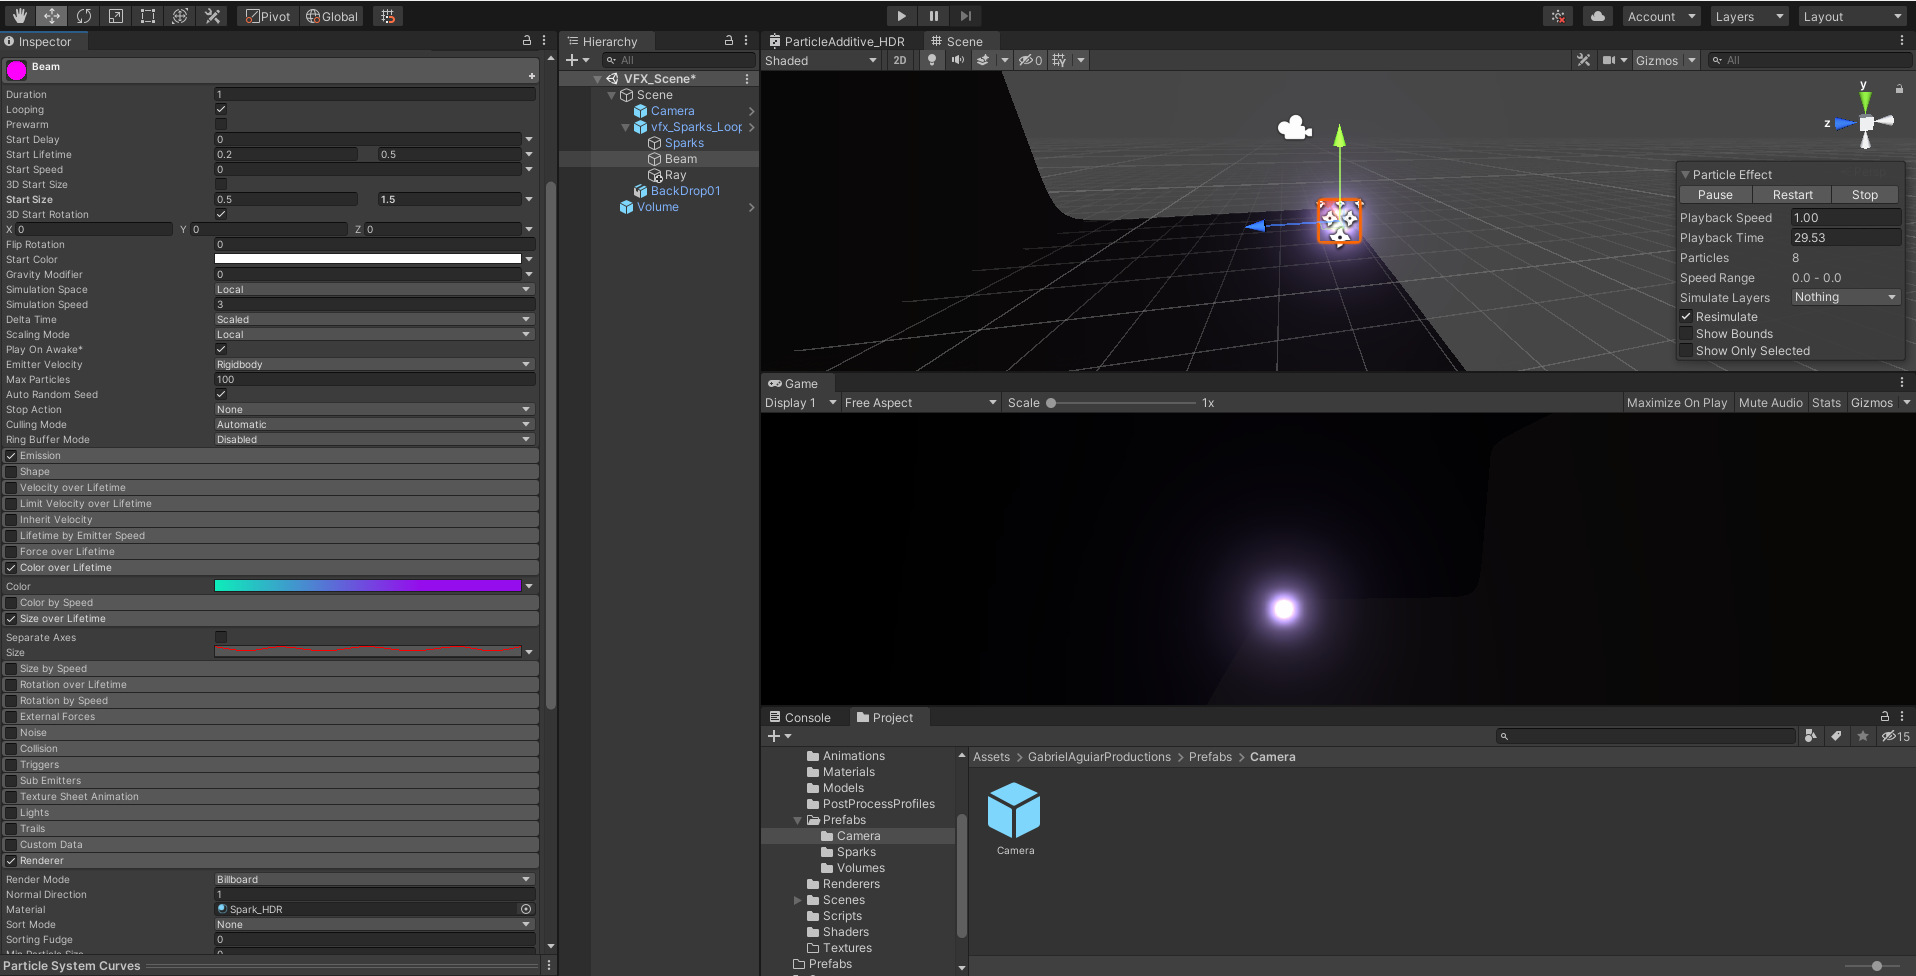 Pivot Global Account Layers Layout
Inspector
Beam
Duration 1
Looping
Prewarm
Start Delay 0
Start Lifetime 0.2 0.5
Start Speed 0
3D Start Size
Start Size 0.5 1.5
3D Start Rotation
X 0 Y 0 Z 0
Flip Rotation 0
Start Color
Gravity Modifier 0
Simulation Space Local
Simulation Speed 3
Delta Time Scaled
Scaling Mode Local
Play On Awake*
Emitter Velocity Rigidbody
Max Particles 100
Auto Random Seed
Stop Action None
Culling Mode Automatic
Ring Buffer Mode Disabled
Emission
Shape
Velocity over Lifetime
Limit Velocity over Lifetime
Inherit Velocity
Lifetime by Emitter Speed
Force over Lifetime
Color over Lifetime
Color
Color by Speed
Size over Lifetime
Separate Axes
Size
Size by Speed
Rotation over Lifetime
Rotation by Speed
External Forces
Noise
Collision
Triggers
Sub Emitters
Texture Sheet Animation
Lights
Trails
Custom Data
Renderer
Render Mode Billboard
Normal Direction 1
Material Spark_HDR
Sort Mode None
Sorting Fudge 0
Particle System Curves
Hierarchy
All
VFX_Scene*
Scene
Camera
vfx_Sparks_Loop
Sparks
Beam
Ray
BackDrop01
Volume
ParticleAdditive_HDR Scene
Shaded 2D 0 Gizmos All
y
z
Particle Effect
Pause Restart Stop
Playback Speed 1.00
Playback Time 29.53
Particles 8
Speed Range 0.0 - 0.0
Simulate Layers Nothing
Resimulate
Show Bounds
Show Only Selected
Game
Display 1 Free Aspect Scale 1x Maximize On Play Mute Audio Stats Gizmos
Console Project
15
Animations
Materials
Models
PostProcessProfiles
Prefabs
Camera
Sparks
Volumes
Renderers
Scenes
Scripts
Shaders
Textures
Prefabs
Assets > GabrielAguiarProductions > Prefabs > Camera
Camera